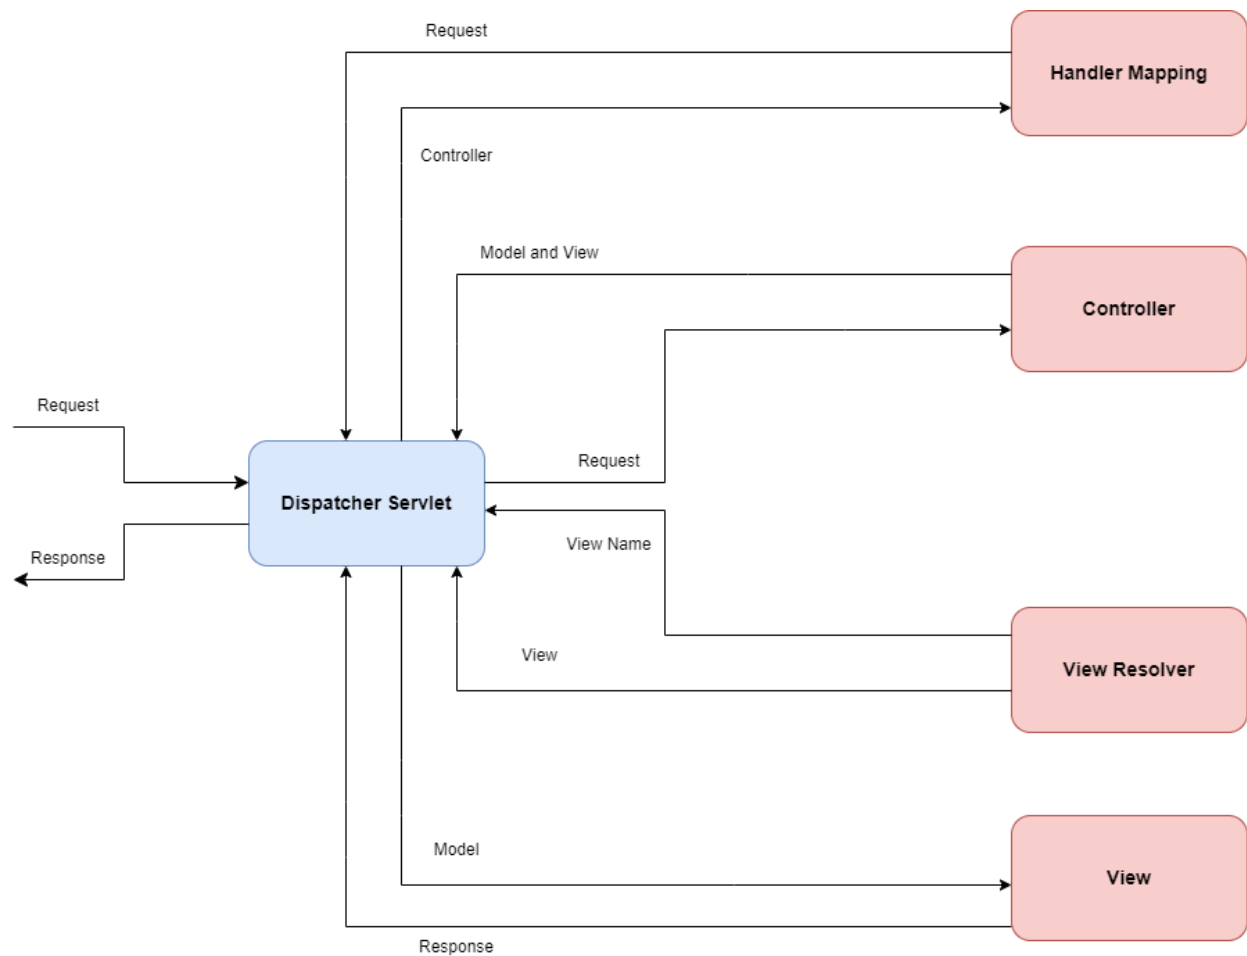 Request
Handler Mapping
Controller
Model and View
Controller
Request
Request
Dispatcher Servlet
View Name
Response
View
View Resolver
Model
View
Response